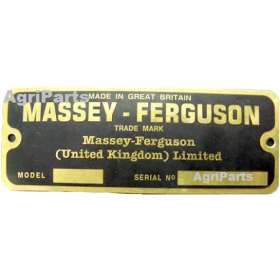 AgriParts
MADE IN GREAT BRITAIN
MASSEY - FERGUSON
TRADE MARK
Massey-Ferguson
(United Kingdom) Limited
MODEL SERIAL Nº
AgriParts